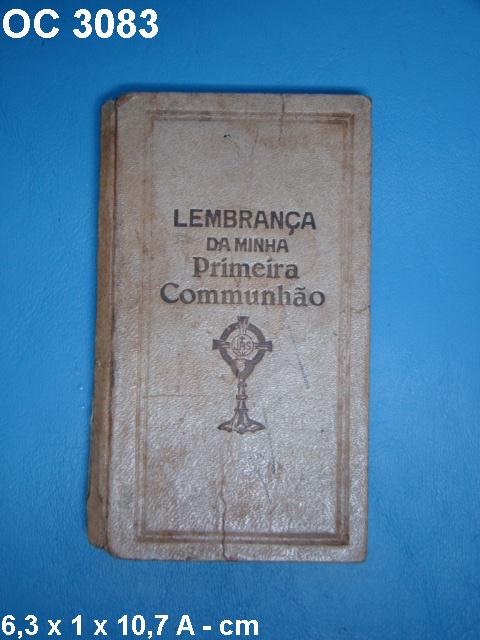 OC 3083
LEMBRANÇA
DA MINHA
Primeira
Communhão
JHS
6,3 x 1 x 10,7 A - cm